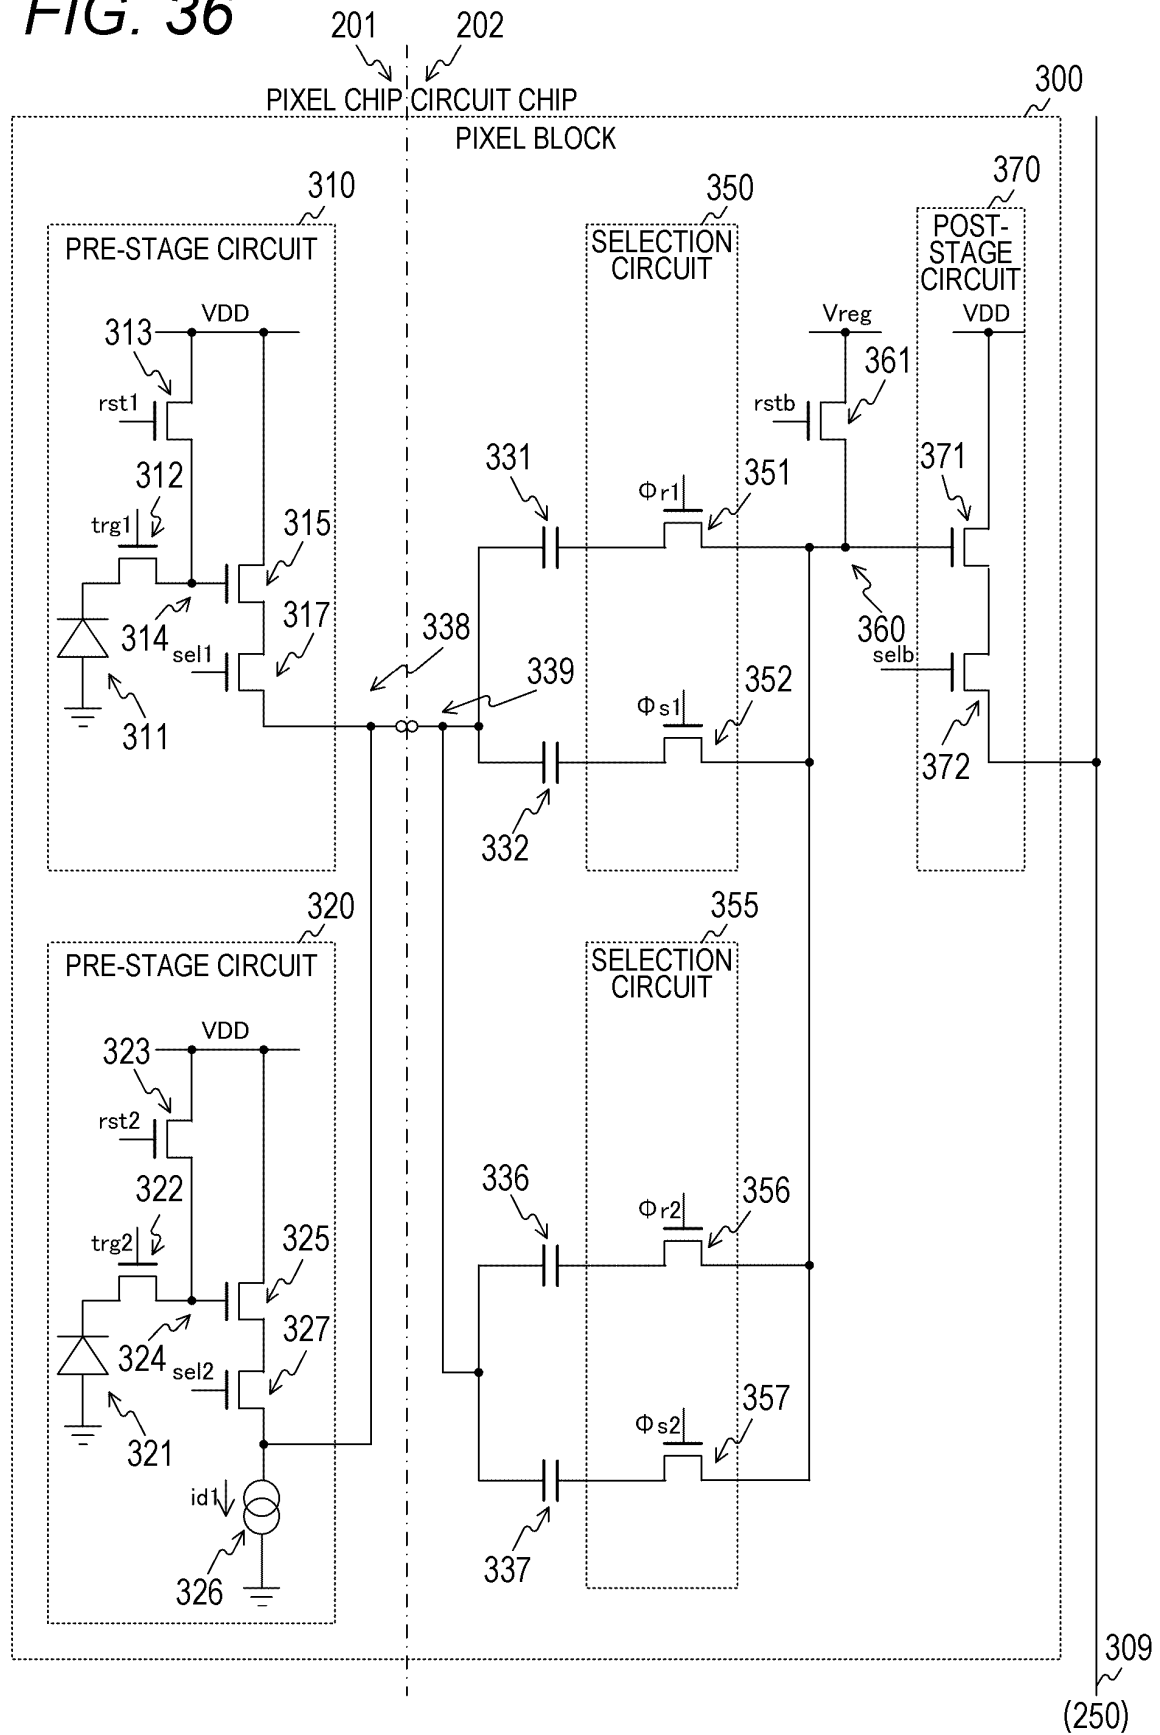 FIG. 36
201
202
PIXEL CHIP
CIRCUIT CHIP
300
PIXEL BLOCK
310
350
370
PRE-STAGE CIRCUIT
SELECTION
CIRCUIT
POST-
STAGE
CIRCUIT
VDD
Vreg
VDD
313
361
rst1
rstb
331
351
371
312
Φr1
trg1
315
314
317
338
360
sel1
selb
339
352
Φs1
311
372
332
320
355
PRE-STAGE CIRCUIT
SELECTION
CIRCUIT
VDD
323
rst2
322
336
356
Φr2
trg2
325
324
327
sel2
357
Φs2
321
id1
337
326
309
(250)